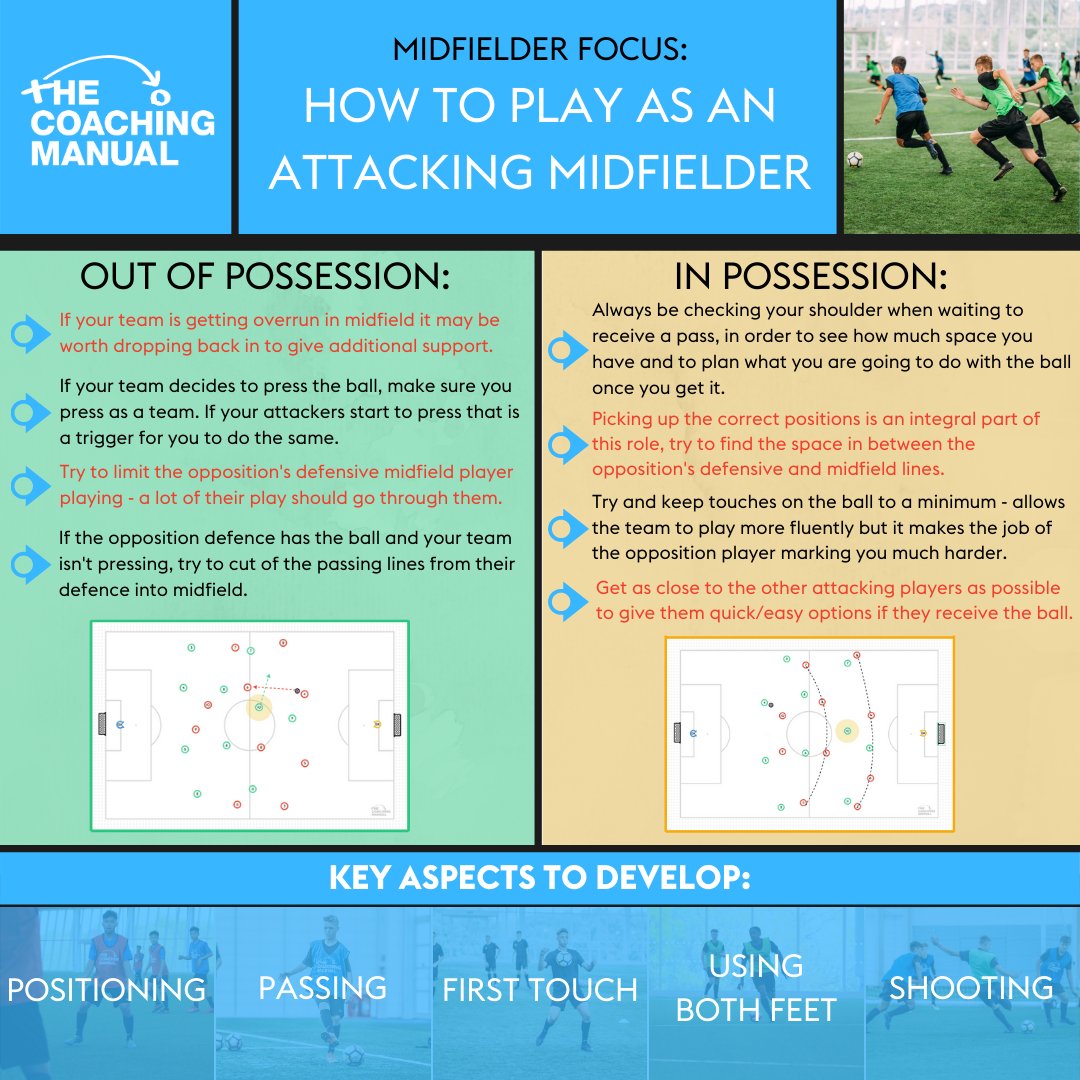 THE
COACHING
MANUAL
MIDFIELDER FOCUS:
HOW TO PLAY AS AN
ATTACKING MIDFIELDER
OUT OF POSSESSION:
If your team is getting overrun in midfield it may be
worth dropping back in to give additional support.
If your team decides to press the ball, make sure you
press as a team. If your attackers start to press that is
a trigger for you to do the same.
Try to limit the opposition's defensive midfield player
playing - a lot of their play should go through them.
If the opposition defence has the ball and your team
isn't pressing, try to cut of the passing lines from their
defence into midfield.
IN POSSESSION:
Always be checking your shoulder when waiting to
receive a pass, in order to see how much space you
have and to plan what you are going to do with the ball
once you get it.
Picking up the correct positions is an integral part of
this role, try to find the space in between the
opposition's defensive and midfield lines.
Try and keep touches on the ball to a minimum - allows
the team to play more fluently but it makes the job of
the opposition player marking you much harder.
Get as close to the other attacking players as possible
to give them quick/easy options if they receive the ball.
THE
COACHING
MANUAL
THE
COACHING
MANUAL
KEY ASPECTS TO DEVELOP:
POSITIONING
PASSING
FIRST TOUCH
USING
BOTH FEET
SHOOTING